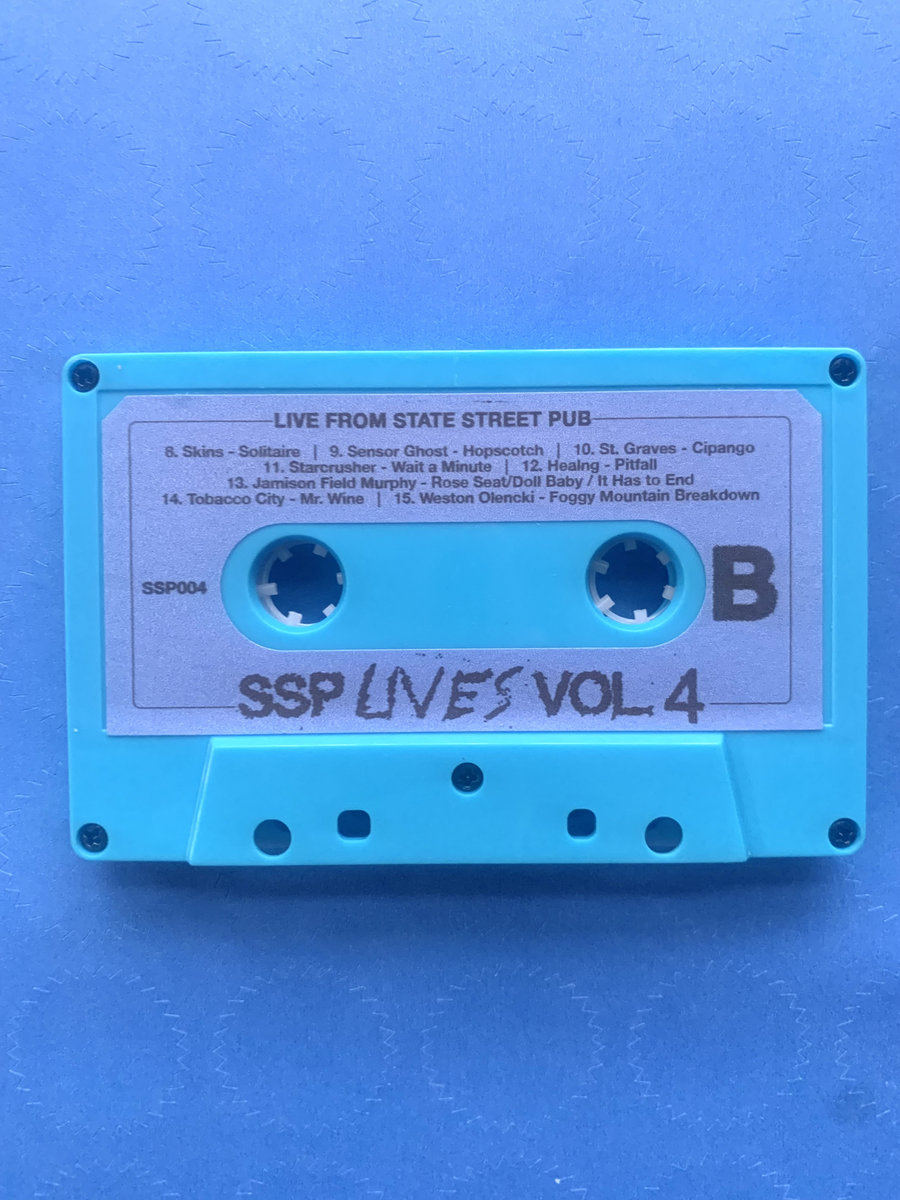 LIVE FROM STATE STREET PUB
8. Skins - Solitaire | 9. Sensor Ghost - Hopscotch | 10. St. Graves - Cipango
11. Starcrusher - Wait a Minute | 12. Healng - Pitfall
13. Jamison Field Murphy - Rose Seat/Doll Baby / It Has to End
14. Tobacco City - Mr. Wine | 15. Weston Olencki - Foggy Mountain Breakdown
SSP004
B
SSP LIVES VOL 4